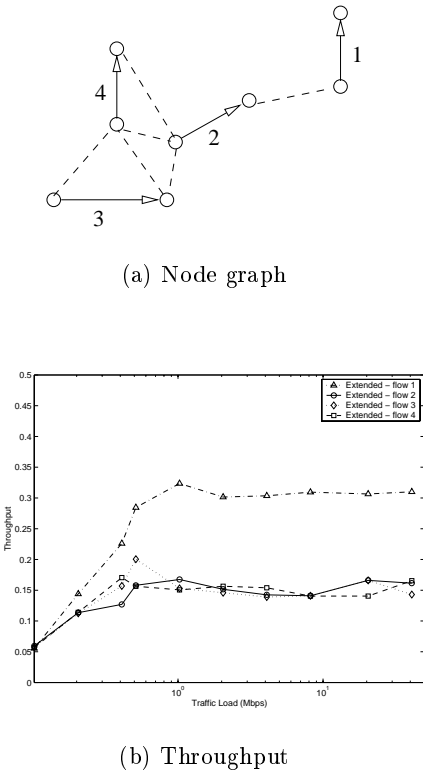 1
4
2
3
(a) Node graph
0.5
0.45
0.4
0.35
0.3
0.25
0.2
0.15
0.1
0.05
0
Throughput
Extended − flow 1
Extended − flow 2
Extended − flow 3
Extended − flow 4
10^0
10^1
Traffic Load (Mbps)
(b) Throughput